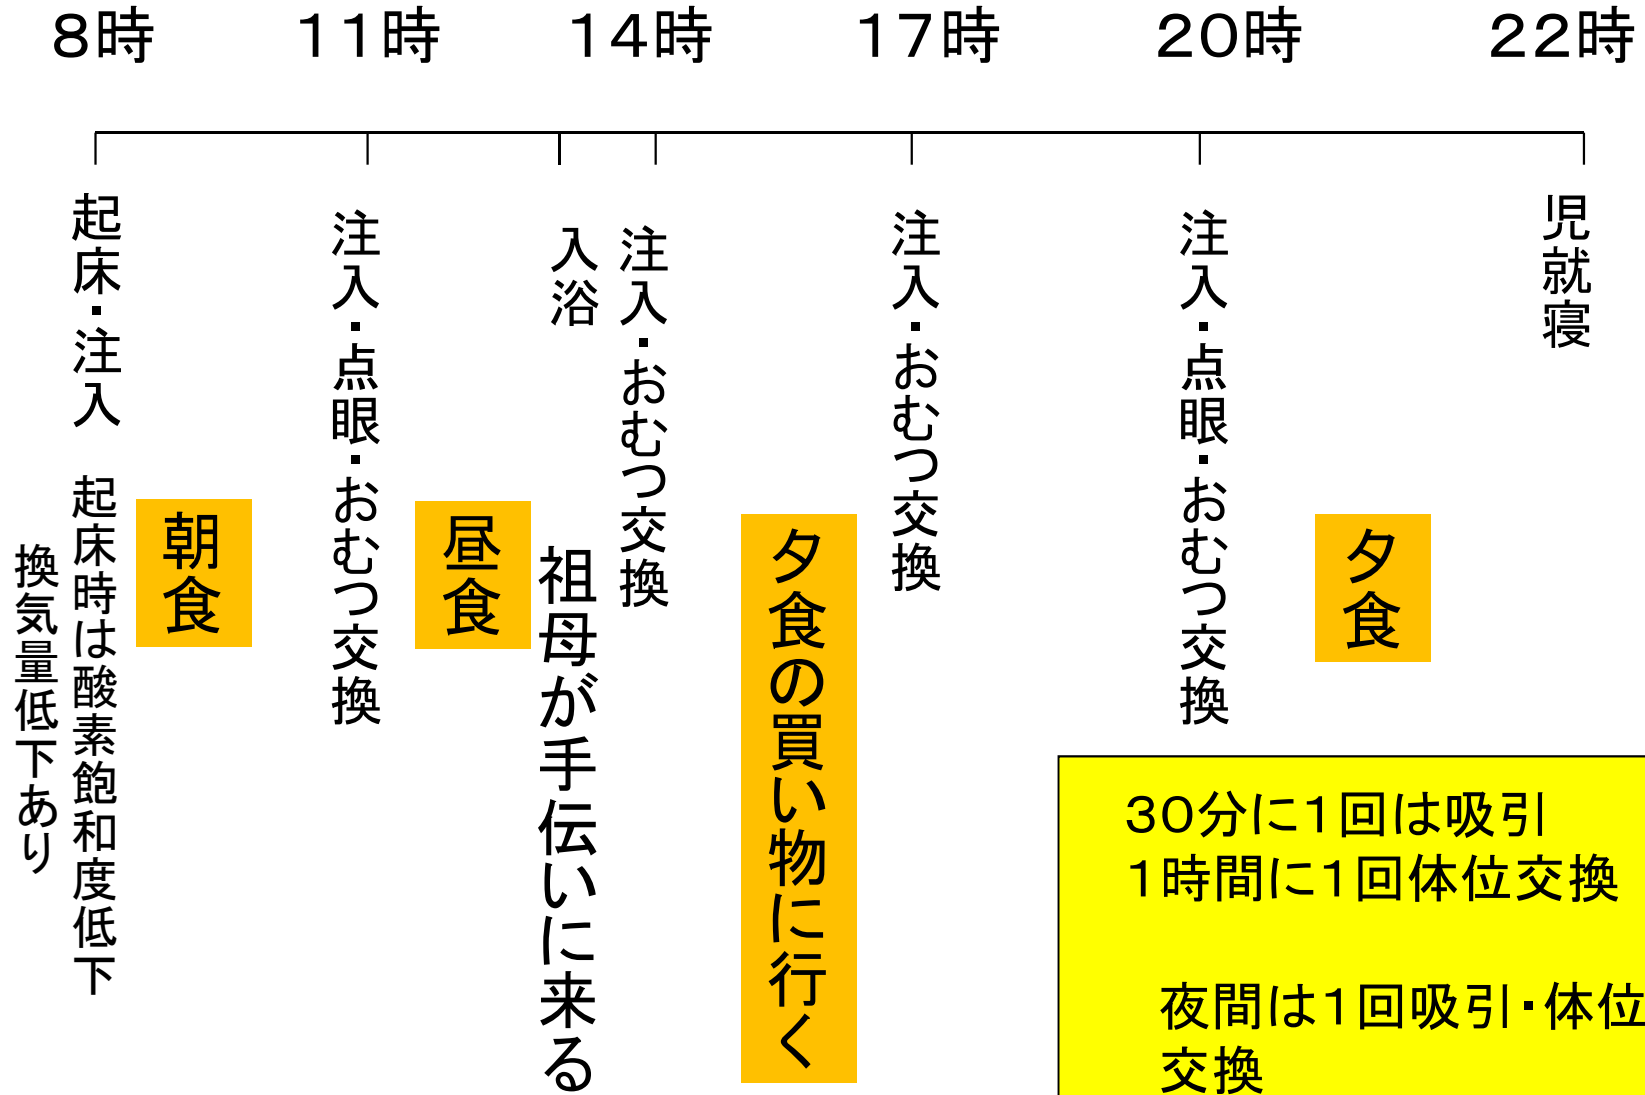 8時
11時
14時
17時
20時
22時
起床・注入
起床時は酸素飽和度低下
換気量低下あり
朝食
注入・点眼・おむつ交換
昼食
入浴
祖母が手伝いに来る
注入・おむつ交換
夕食の買い物に行く
注入・おむつ交換
注入・点眼・おむつ交換
夕食
児就寝
30分に1回は吸引
1時間に1回体位交換
夜間は1回吸引・体位
交換